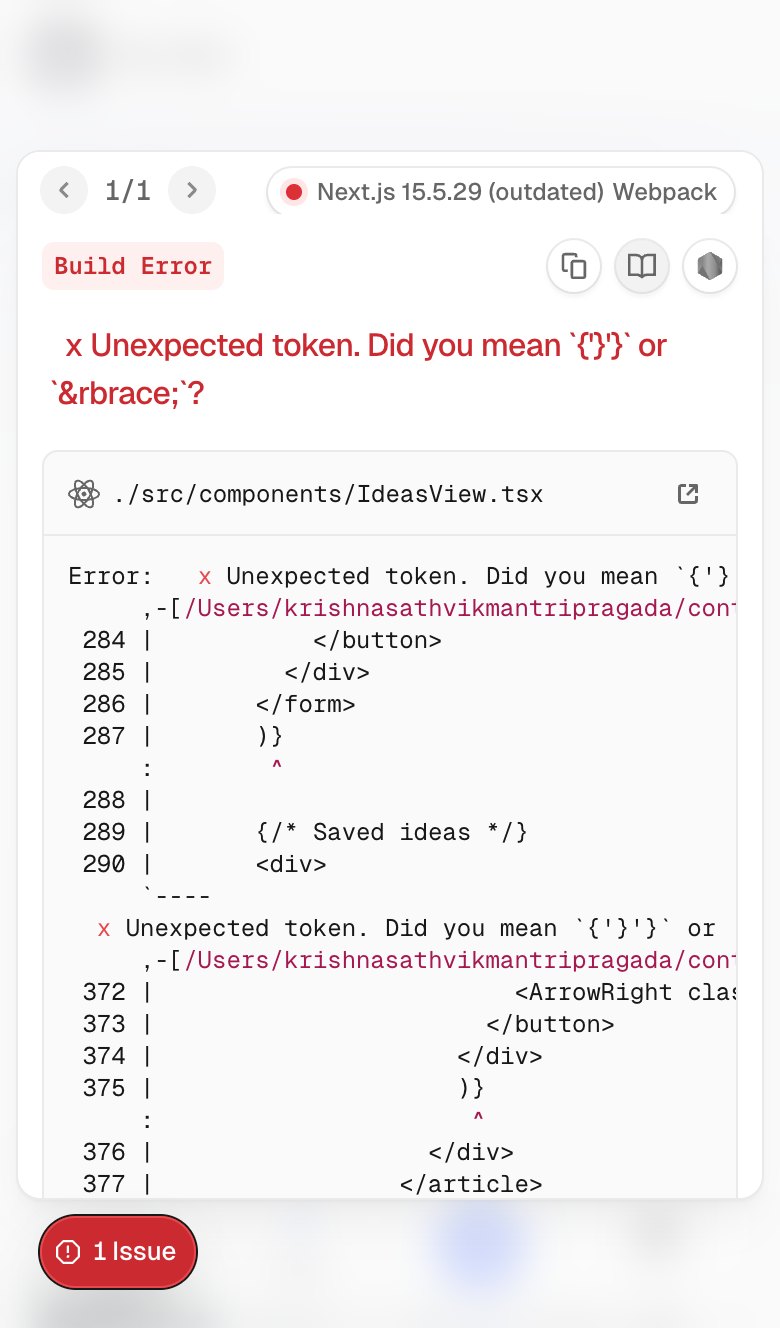 1/1
Next.js 15.5.29 (outdated) Webpack
Build Error
x Unexpected token. Did you mean `{'}'}` or
`&rbrace;`?
./src/components/IdeasView.tsx
Error:   x Unexpected token. Did you mean `{'}
,-[/Users/krishnasathvikmantripragada/cont
284 |           </button>
285 |         </div>
286 |       </form>
287 |       )}
:        ^
288 |
289 |       {/* Saved ideas */}
290 |       <div>
`----
x Unexpected token. Did you mean `{'}'}` or
,-[/Users/krishnasathvikmantripragada/cont
372 |                         <ArrowRight clas
373 |                       </button>
374 |                     </div>
375 |                     )}
:                      ^
376 |                   </div>
377 |                 </article>
1 Issue